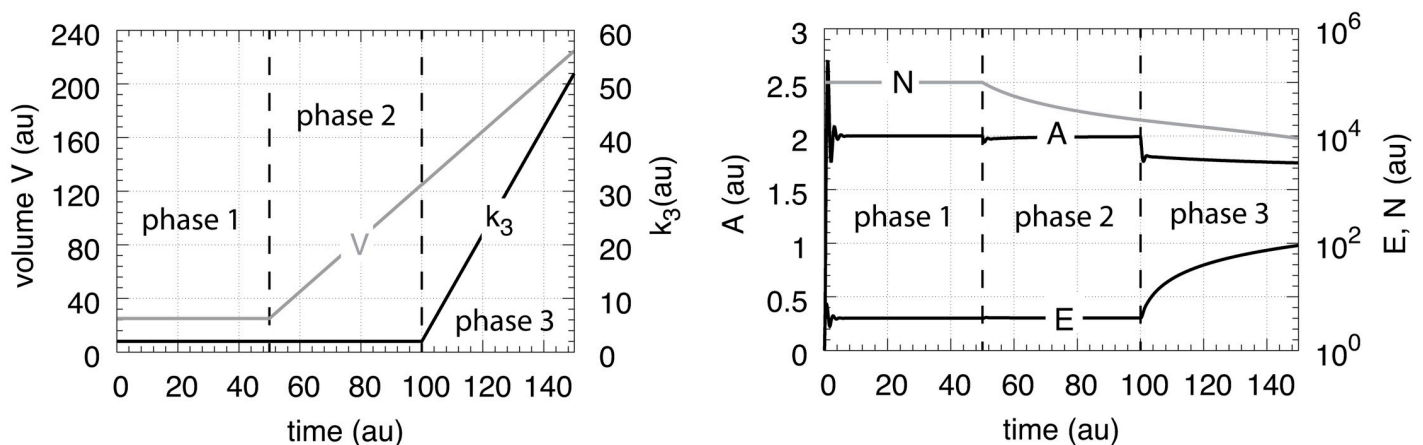 volume V (au)
240
200
160
120
80
40
0
phase 1
phase 2
phase 3
V
k3
60
50
40
30
20
10
0
k3(au)
0 20 40 60 80 100 120 140
time (au)
A (au)
3
2.5
2
1.5
1
0.5
0
N
A
phase 1 phase 2 phase 3
E
10^6
10^4
10^2
10^0
E, N (au)
0 20 40 60 80 100 120 140
time (au)